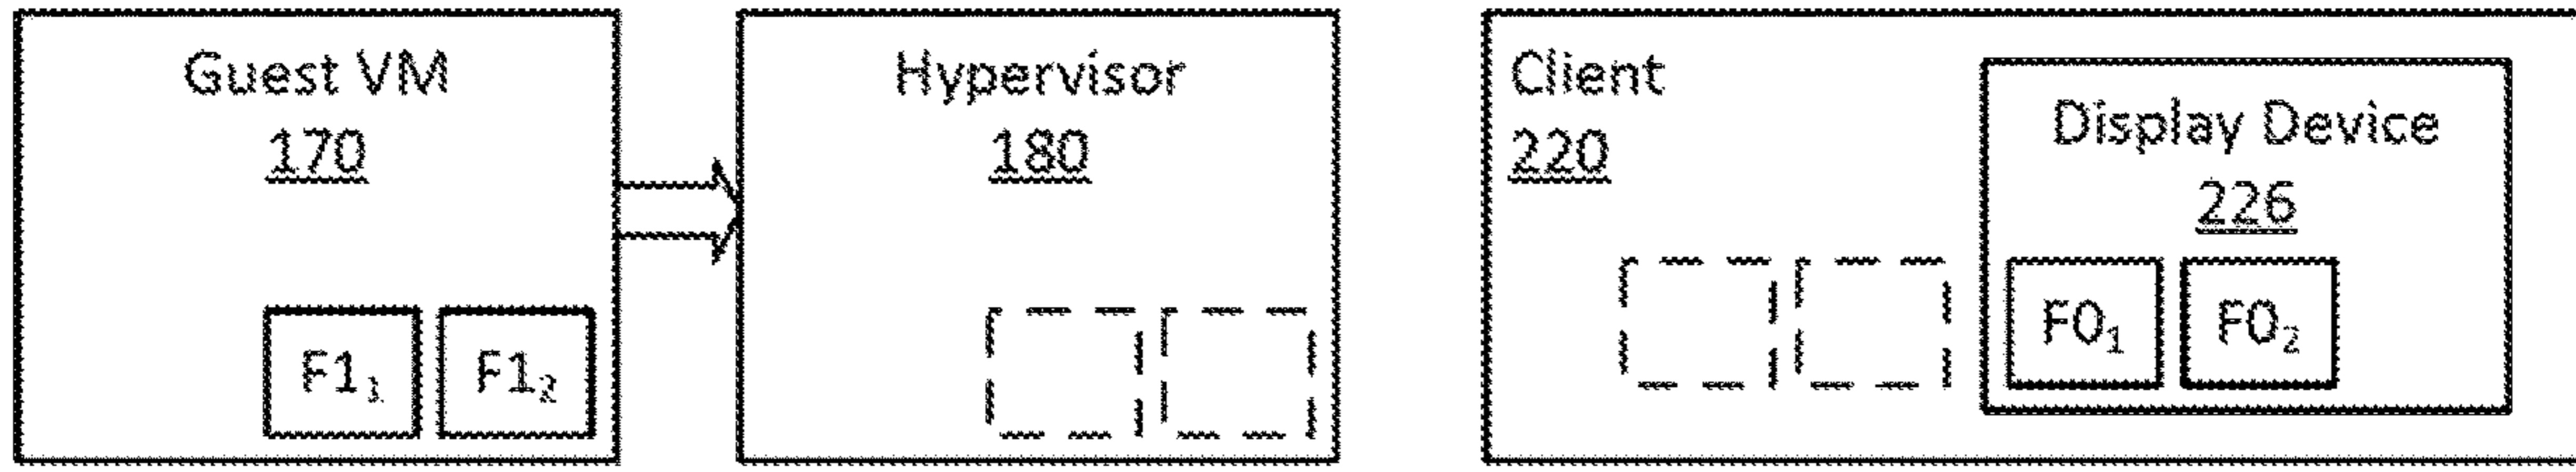 Guest VM
170
F1₁ F1₂
Hypervisor
180
Client
220
Display Device
226
F0₁ F0₂